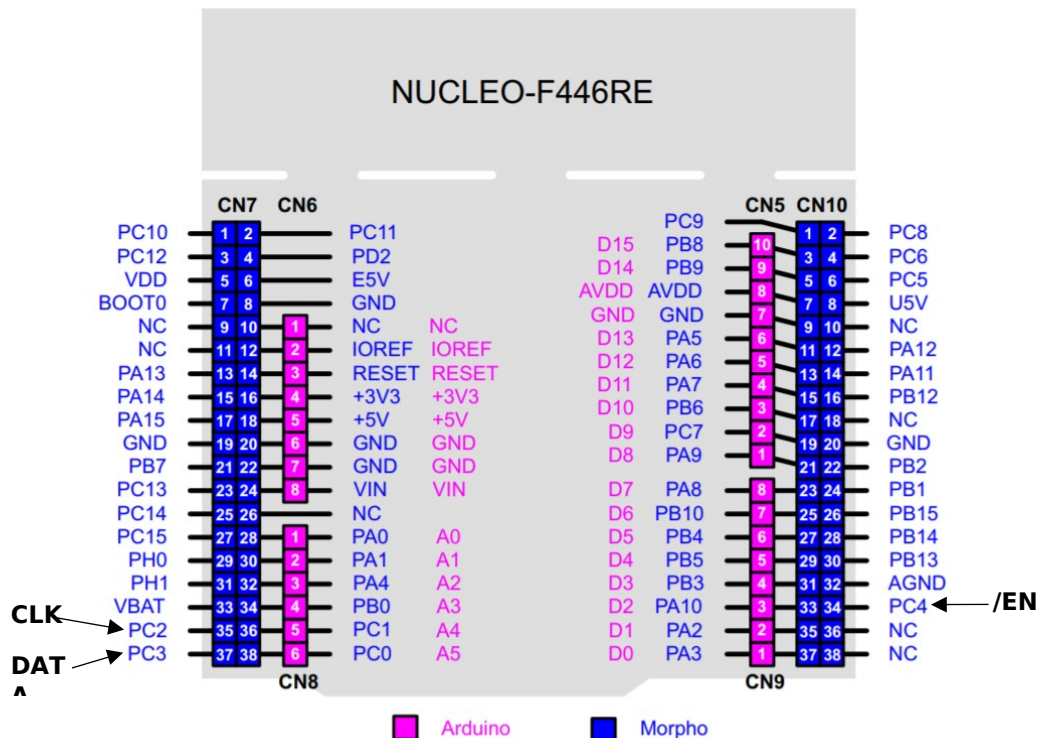 NUCLEO-F446RE
CN7 CN6 CN5 CN10
PC9
PC10 1 2 PC11 1 2 PC8
PC12 3 4 PD2 D15 PB8 10 3 4 PC6
VDD 5 6 E5V D14 PB9 9 5 6 PC5
BOOT0 7 8 GND AVDD AVDD 8 7 8 U5V
NC 9 10 1 NC NC GND GND 7 9 10 NC
NC 11 12 2 IOREF IOREF D13 PA5 6 11 12 PA12
PA13 13 14 3 RESET RESET D12 PA6 5 13 14 PA11
PA14 15 16 4 +3V3 +3V3 D11 PA7 4 15 16 PB12
PA15 17 18 5 +5V +5V D10 PB6 3 17 18 NC
GND 19 20 6 GND GND D9 PC7 2 19 20 GND
PB7 21 22 7 GND GND D8 PA9 1 21 22 PB2
PC13 23 24 8 VIN VIN D7 PA8 8 23 24 PB1
PC14 25 26 NC D6 PB10 7 25 26 PB15
PC15 27 28 1 PA0 A0 D5 PB4 6 27 28 PB14
PH0 29 30 2 PA1 A1 D4 PB5 5 29 30 PB13
PH1 31 32 3 PA4 A2 D3 PB3 4 31 32 AGND
VBAT 33 34 4 PB0 A3 D2 PA10 3 33 34 PC4 /EN
CLK PC2 35 36 5 PC1 A4 D1 PA2 2 35 36 NC
DAT PC3 37 38 6 PC0 A5 D0 PA3 1 37 38 NC
A
CN8 CN9
Arduino Morpho